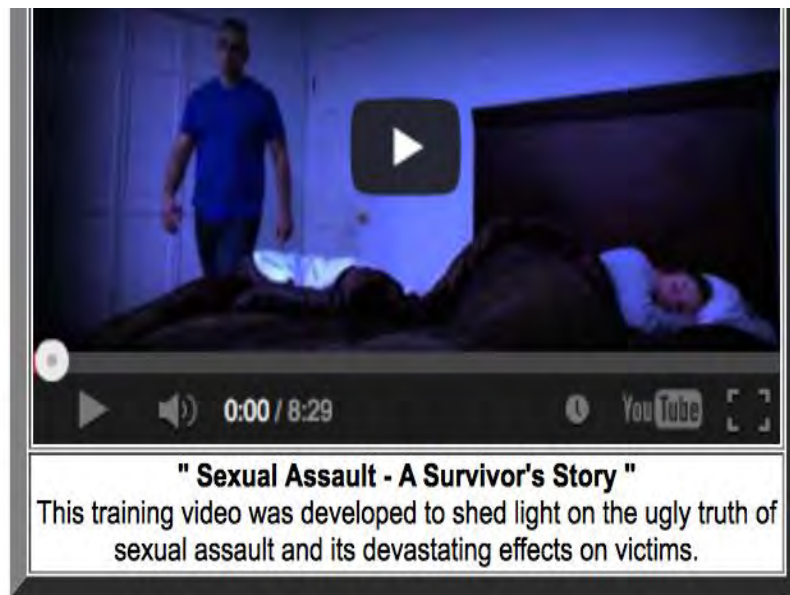 0:00 / 8:29 YouTube
" Sexual Assault - A Survivor's Story "
This training video was developed to shed light on the ugly truth of
sexual assault and its devastating effects on victims.